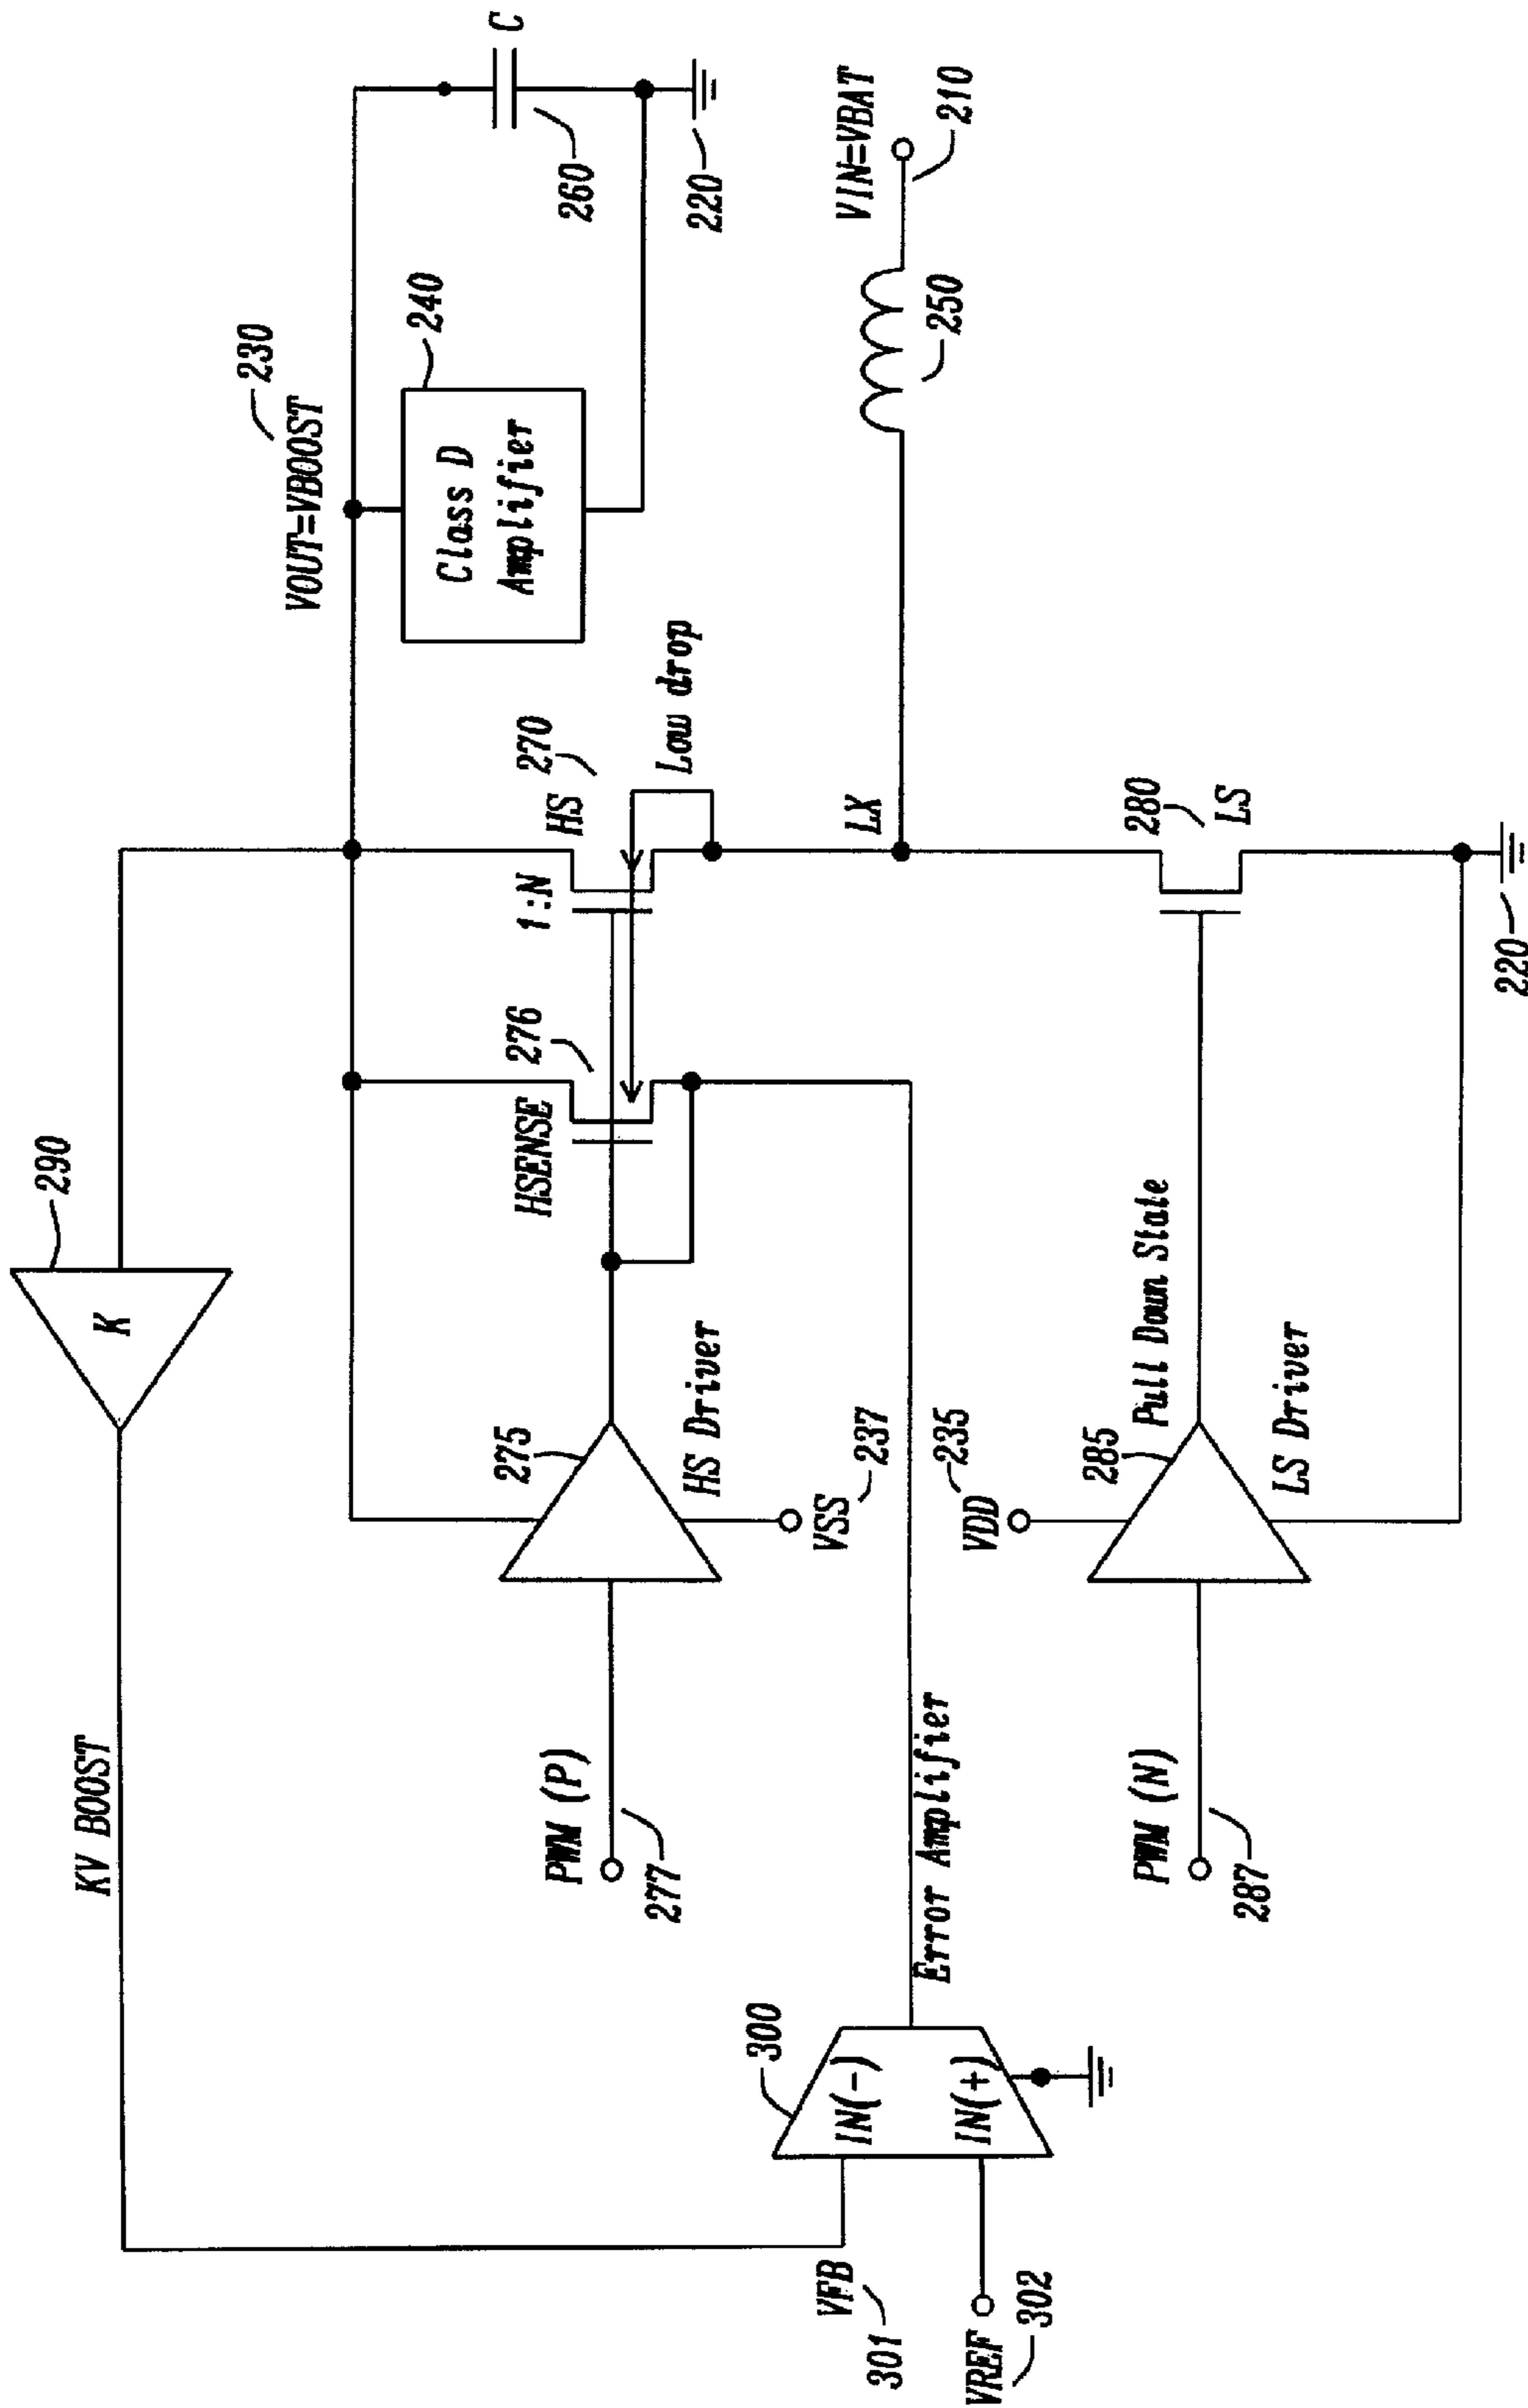 290
K
KV BOOST
VOUT=VBOOST
230
240
Class D
Amplifier
C
260
220
HSENSE
276
1:N
HS
270
Low drop
275
HS Driver
VSS
237
PWM (P)
277
LX
VIN=VBAT
210
250
VFB
301
VREF
302
300
IN(-)
IN(+)
Error Amplifier
VDD
235
285
Pull Down State
LS Driver
PWM (N)
287
280
LS
220